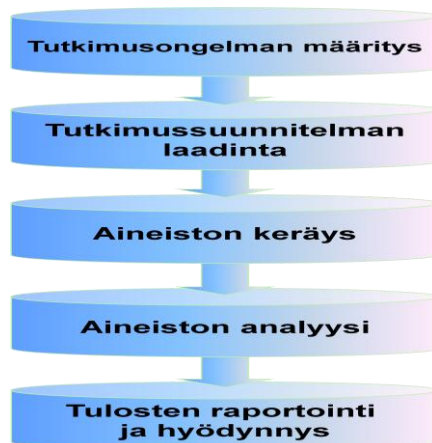 Tutkimusongelman määritys
Tutkimussuunnitelman
laadinta
Aineiston keräys
Aineiston analyysi
Tulosten raportointi
ja hyödynnys